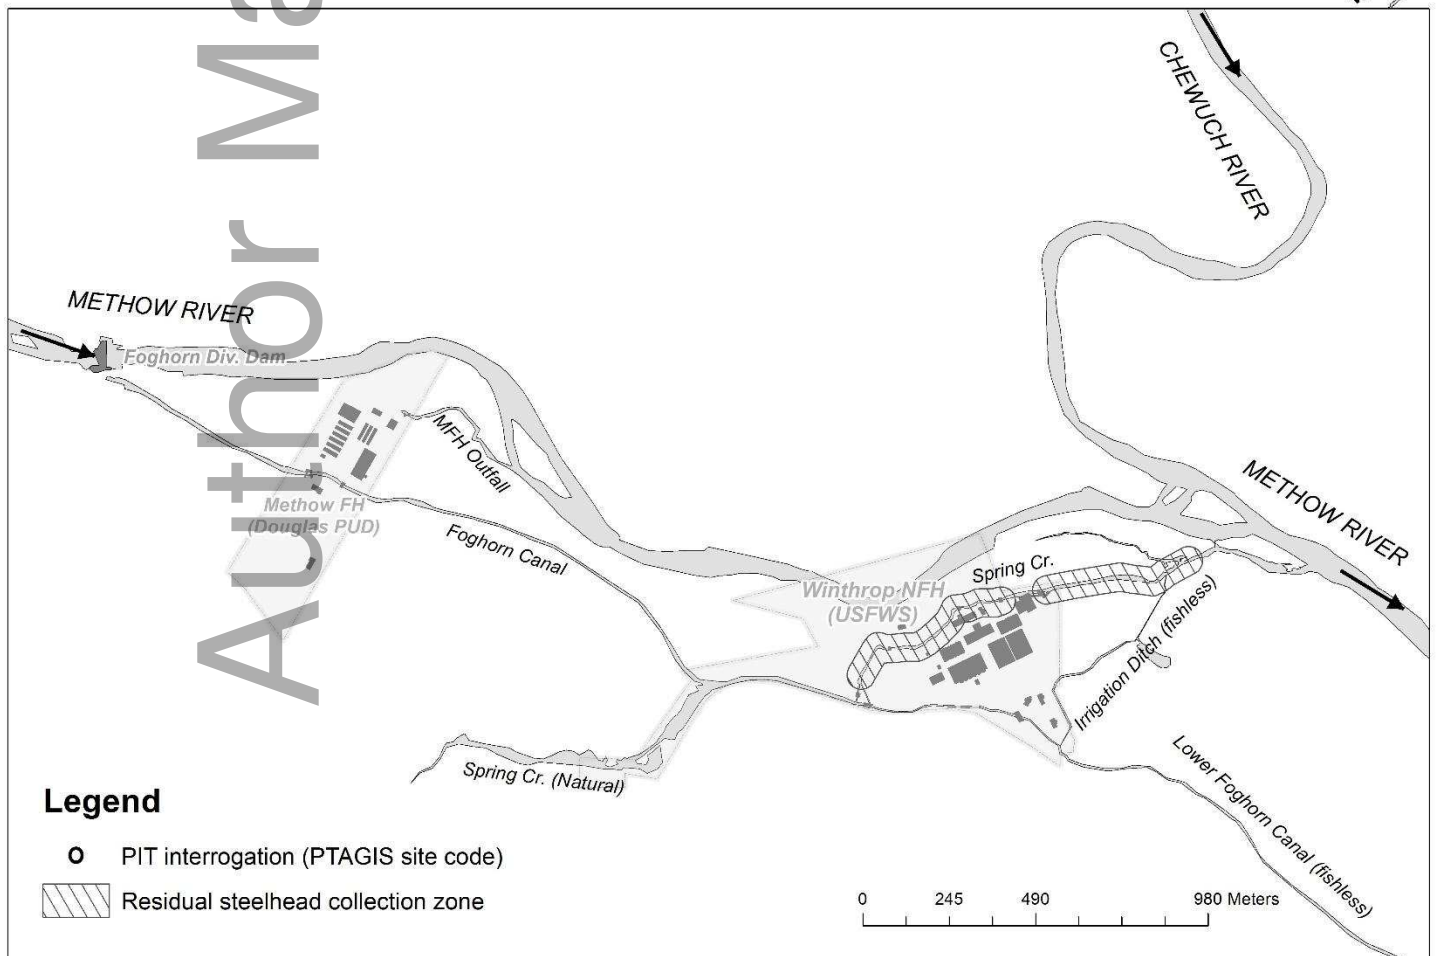 Author Ma
CHEWUCH RIVER
METHOW RIVER
Foghorn Div. Dam
MFH Outfall
Methow FH
(Douglas PUD)
Foghorn Canal
METHOW RIVER
Spring Cr.
Winthrop NFH
(USFWS)
Irrigation Ditch (fishless)
Spring Cr. (Natural)
Lower Foghorn Canal (fishless)
Legend
O PIT interrogation (PTAGIS site code)
Residual steelhead collection zone
0 245 490 980 Meters